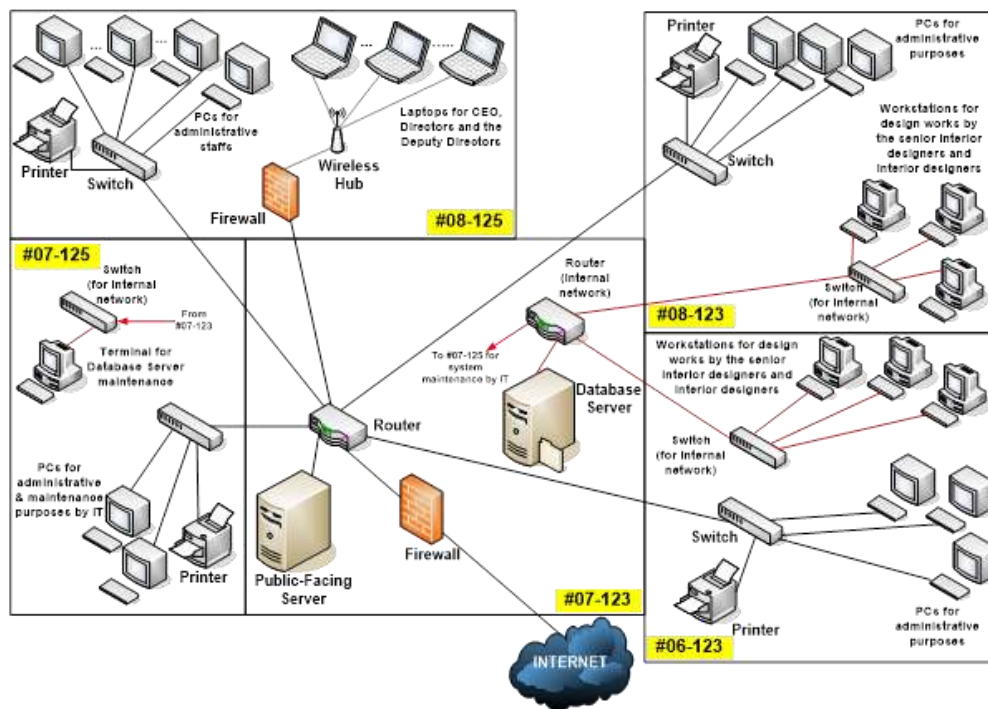 ... .... .....
PCs for
administrative
staffs
Printer
Switch
Laptops for CEO,
Directors and the
Deputy Directors
Wireless
Hub
Firewall
#08-125
Printer
PCs for
administrative
purposes
Switch
Workstations for
design works by
the senior interior
designers and
interior designers
Switch
(for internal
network)
#08-123
#07-125
Switch
(for internal
network)
From
#07-123
Terminal for
Database Server
maintenance
PCs for
administrative
& maintenance
purposes by IT
Printer
Router
(internal
network)
To #07-125 for
system
maintenance by IT
Database
Server
Router
Public-Facing
Server
Firewall
#07-123
INTERNET
Workstations for design
works by the senior
interior designers and
interior designers
Switch
(for internal
network)
Switch
Printer
PCs for
administrative
purposes
#06-123